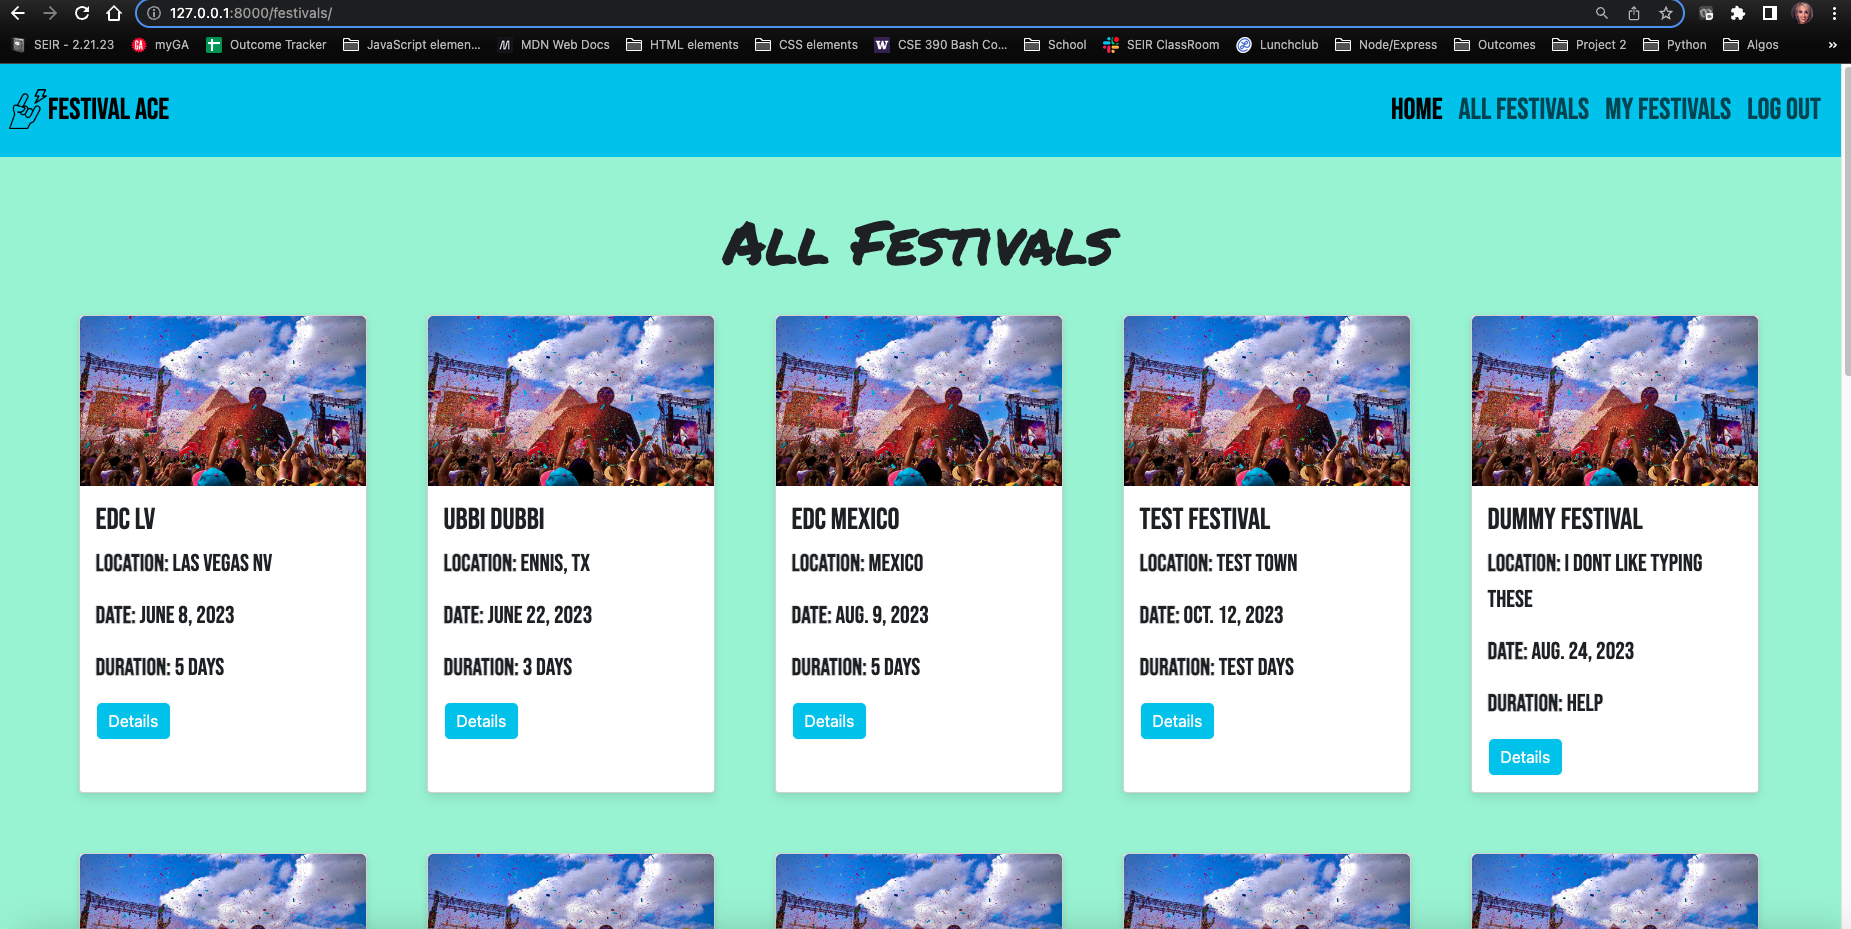 127.0.0.1:8000/festivals/
SEIR - 2.21.23 myGA Outcome Tracker JavaScript elemen... MDN Web Docs HTML elements CSS elements CSE 390 Bash Co... School SEIR ClassRoom Lunchclub Node/Express Outcomes Project 2 Python Algos »
FESTIVAL ACE HOME ALL FESTIVALS MY FESTIVALS LOG OUT
ALL FESTIVALS
EDC LV
LOCATION: LAS VEGAS NV
DATE: JUNE 8, 2023
DURATION: 5 DAYS
Details
UBBI DUBBI
LOCATION: ENNIS, TX
DATE: JUNE 22, 2023
DURATION: 3 DAYS
Details
EDC MEXICO
LOCATION: MEXICO
DATE: AUG. 9, 2023
DURATION: 5 DAYS
Details
TEST FESTIVAL
LOCATION: TEST TOWN
DATE: OCT. 12, 2023
DURATION: TEST DAYS
Details
DUMMY FESTIVAL
LOCATION: I DONT LIKE TYPING
THESE
DATE: AUG. 24, 2023
DURATION: HELP
Details